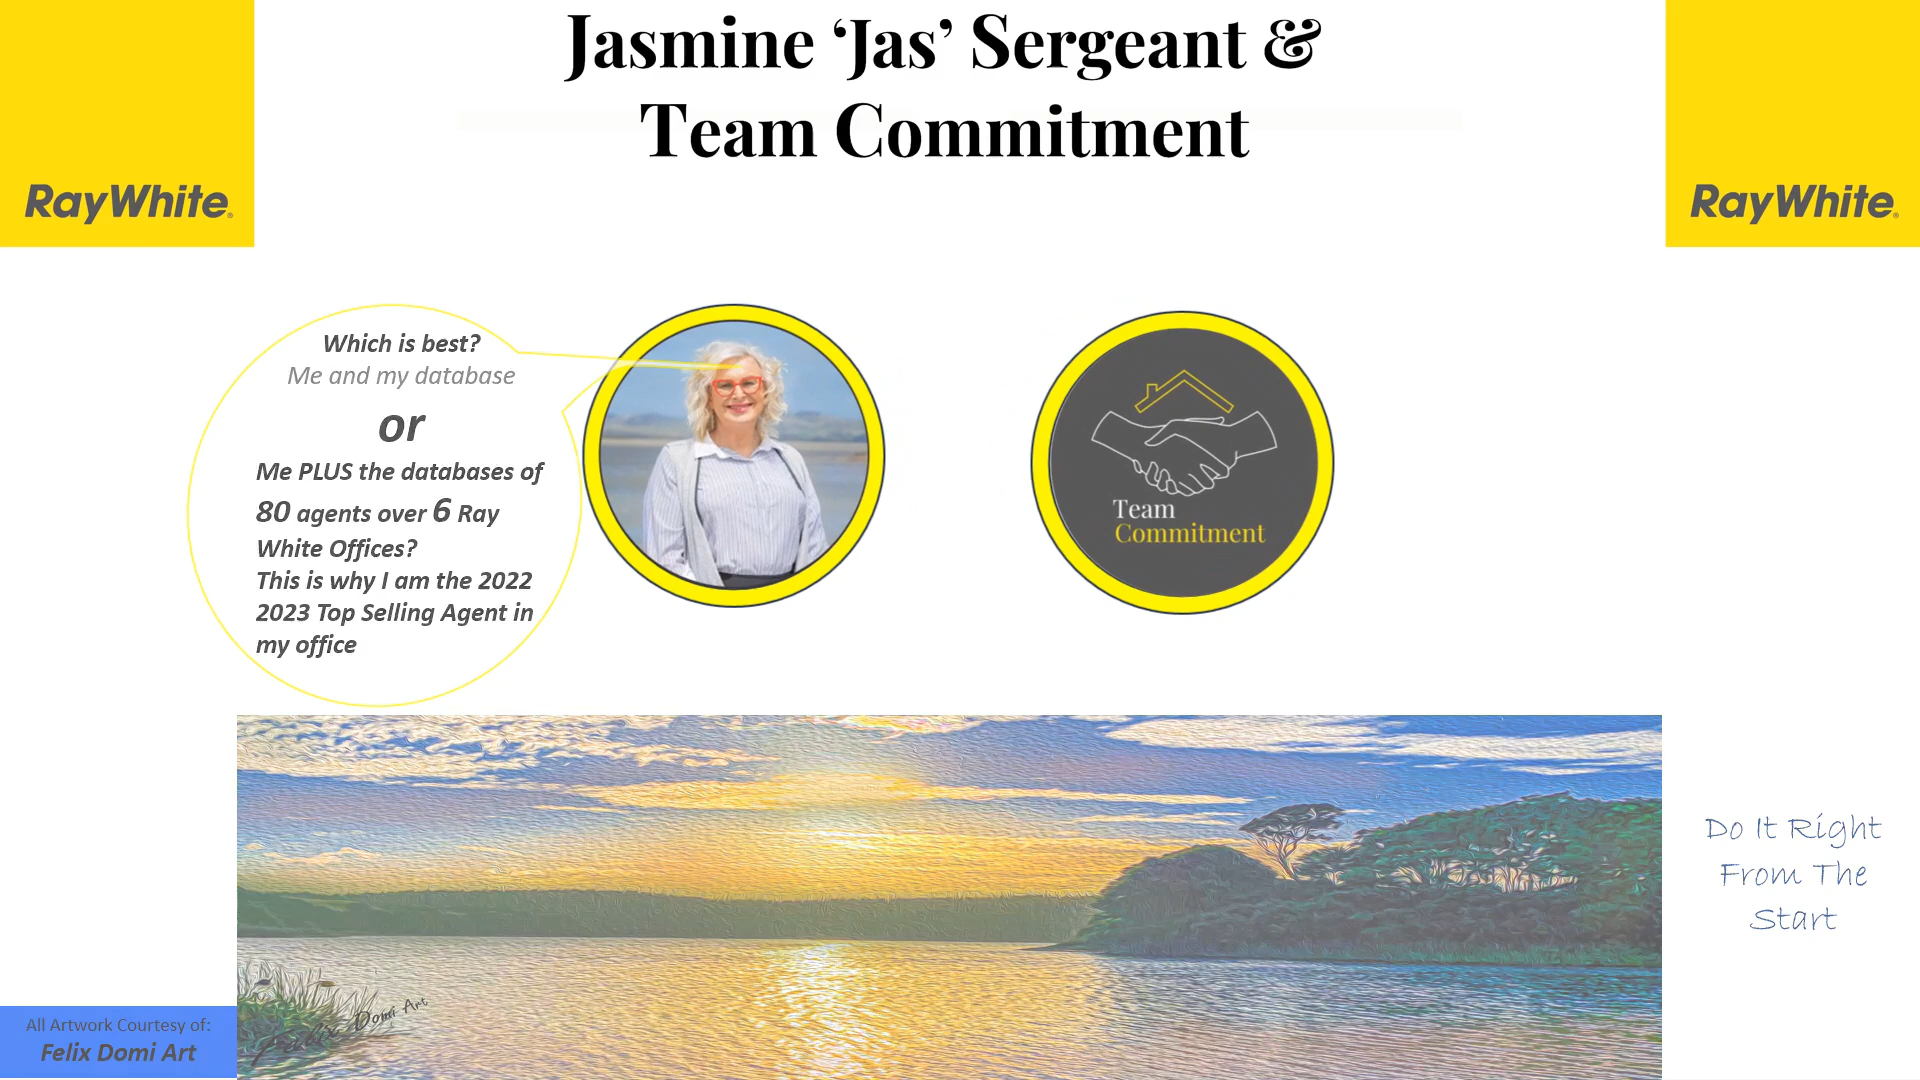 Jasmine ‘Jas’ Sergeant &
Team Commitment
RayWhite
RayWhite
Which is best?
Me and my database
or
Me PLUS the databases of
80 agents over 6 Ray
White Offices?
This is why I am the 2022
2023 Top Selling Agent in
my office
Team
Commitment
Do It Right
From The
Start
Domi Art
All Artwork Courtesy of:
Felix Domi Art